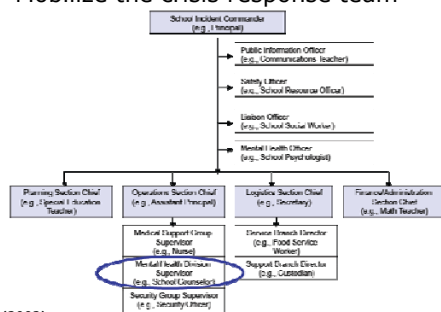 Mobilize the crisis response team
School Incident Commander
(e.g., Principal)
Public Information Officer
(e.g., Communications Teacher)
Safety Officer
(e.g., School Resource Officer)
Liaison Officer
(e.g., School Social Worker)
Mental Health Officer
(e.g., School Psychologist)
Planning Section Chief
(e.g., Special Education
Teacher)
Operations Section Chief
(e.g., Assistant Principal)
Logistics Section Chief
(e.g., Secretary)
Finance/Administration
Section Chief
(e.g., Math Teacher)
Medical Support Group
Supervisor
(e.g., Nurse)
Mental Health Division
Supervisor
(e.g., School Counselor)
Security Group Supervisor
(e.g., Security Officer)
Service Branch Director
(e.g., Food Service
Worker)
Support Branch Director
(e.g., Custodian)